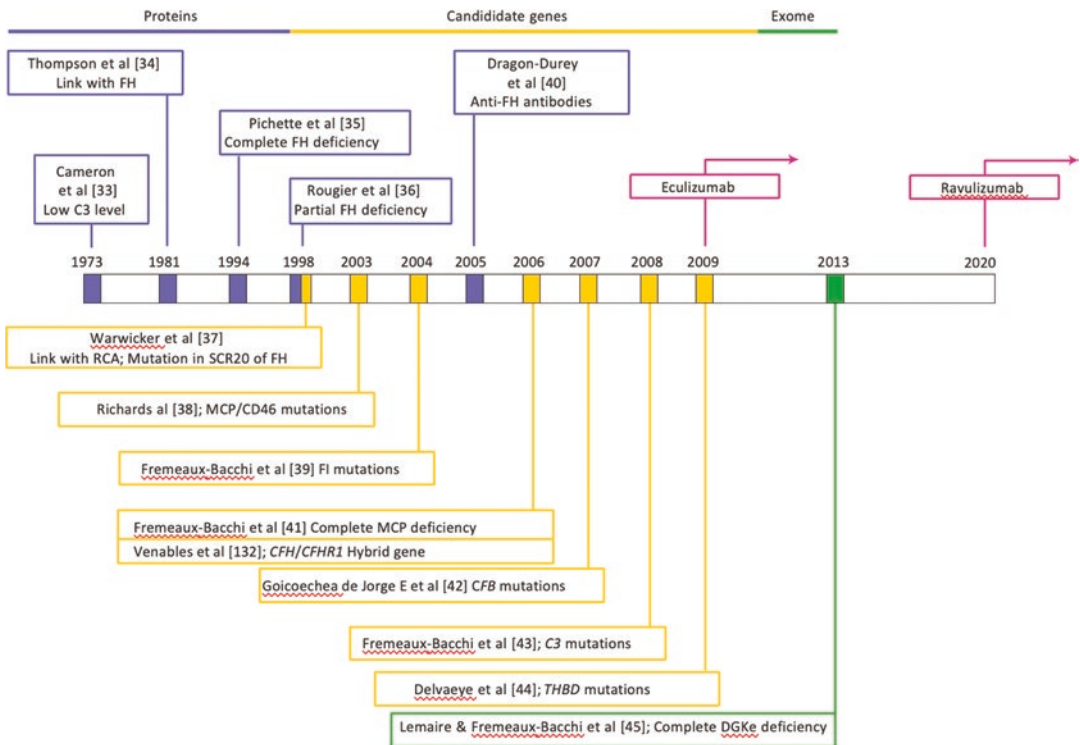 Proteins
Candididate genes
Exome
Thompson et al [34]
Link with FH
Dragon-Durey
et al [40]
Anti-FH antibodies
Pichette et al [35]
Complete FH deficiency
Cameron
et al [33]
Low C3 level
Rougier et al [36]
Partial FH deficiency
Eculizumab
Ravulizumab
1973 1981 1994 1998 2003 2004 2005 2006 2007 2008 2009 2013 2020
Warwicker et al [37]
Link with RCA; Mutation in SCR20 of FH
Richards al [38]; MCP/CD46 mutations
Fremeaux-Bacchi et al [39] FI mutations
Fremeaux-Bacchi et al [41] Complete MCP deficiency
Venables et al [132]; CFH/CFHR1 Hybrid gene
Goicoechea de Jorge E et al [42] CFB mutations
Fremeaux-Bacchi et al [43]; C3 mutations
Delvaeye et al [44]; THBD mutations
Lemaire & Fremeaux-Bacchi et al [45]; Complete DGKe deficiency